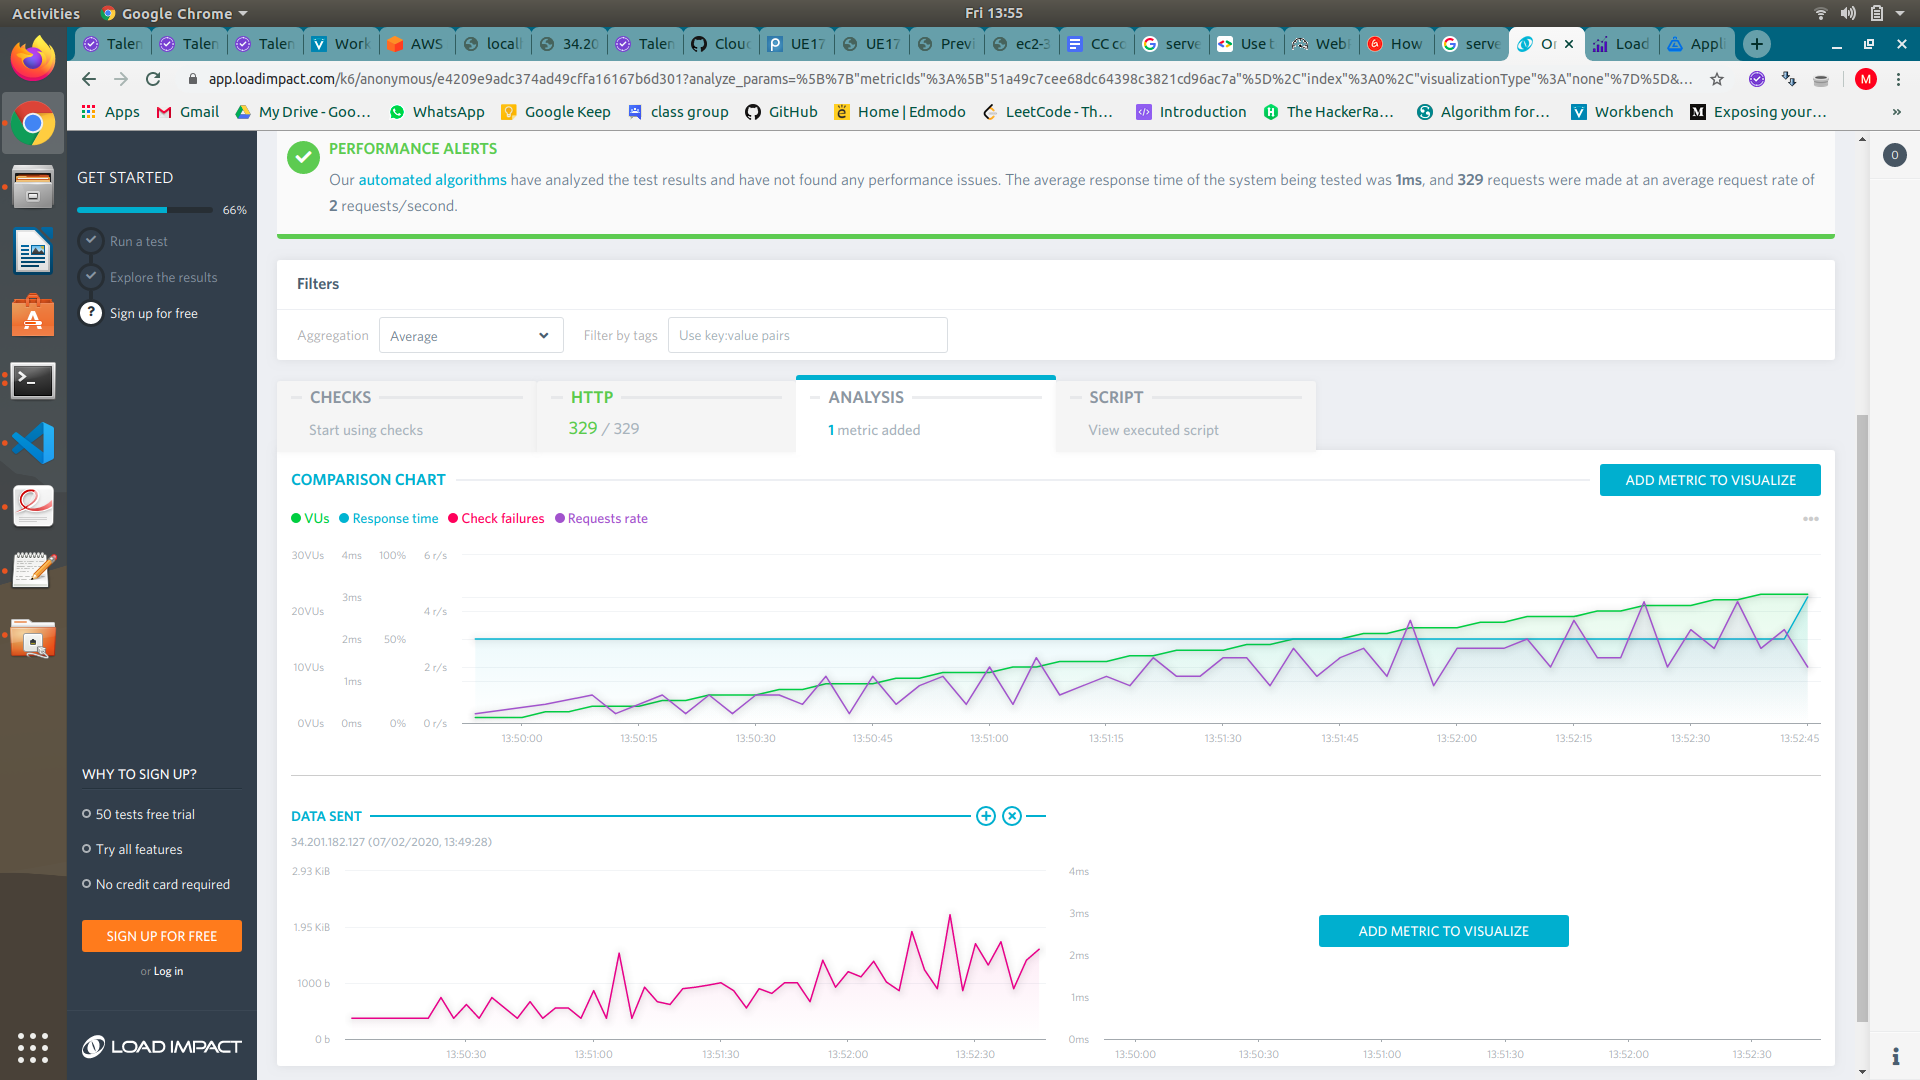 Activities Google Chrome Fri 13:55
Talen Talen Talen Work AWS locall 34.20 Talen Cloud UE17 UE17 Previ ec2-3 CC co serve Use t WebP How serve Or Load Appli
app.loadimpact.com/k6/anonymous/e4209e9adc374ad49cffa16167b6d301?analyze_params=%5B%7B"metricIds"%3A%5B"51a49c7cee68dc64398c3821cd96ac7a"%5D%2C"index"%3A0%2C"visualizationType"%3A"none"%7D%5D&... M
Apps Gmail My Drive - Goo... WhatsApp Google Keep class group GitHub Home | Edmodo LeetCode - Th... Introduction The HackerRa... Algorithm for... Workbench Exposing your... »
GET STARTED
66%
Run a test
Explore the results
? Sign up for free
WHY TO SIGN UP?
50 tests free trial
Try all features
No credit card required
SIGN UP FOR FREE
or Log in
LOAD IMPACT
PERFORMANCE ALERTS
Our automated algorithms have analyzed the test results and have not found any performance issues. The average response time of the system being tested was 1ms, and 329 requests were made at an average request rate of
2 requests/second.
0
Filters
Aggregation Average Filter by tags Use key:value pairs
CHECKS HTTP ANALYSIS SCRIPT
Start using checks 329 / 329 1 metric added View executed script
COMPARISON CHART ADD METRIC TO VISUALIZE
VUs Response time Check failures Requests rate
30VUs 4ms 100% 6 r/s
3ms
20VUs 4 r/s
2ms 50%
10VUs 2 r/s
1ms
0VUs 0ms 0% 0 r/s
13:50:00 13:50:15 13:50:30 13:50:45 13:51:00 13:51:15 13:51:30 13:51:45 13:52:00 13:52:15 13:52:30 13:52:45
DATA SENT
34.201.182.127 (07/02/2020, 13:49:28)
2.93 KiB
1.95 KiB
1000 b
0 b
13:50:30 13:51:00 13:51:30 13:52:00 13:52:30
4ms
3ms
ADD METRIC TO VISUALIZE
2ms
1ms
0ms
13:50:00 13:50:30 13:51:00 13:51:30 13:52:00 13:52:30